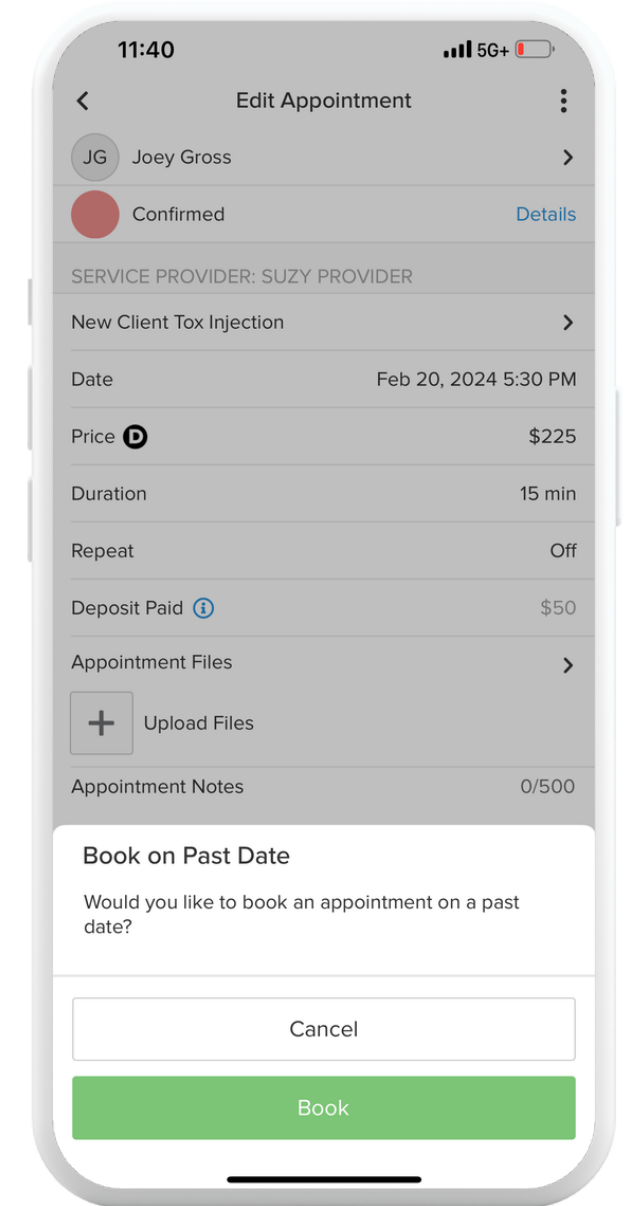 11:40 5G+
Edit Appointment
JG Joey Gross
Confirmed Details
SERVICE PROVIDER: SUZY PROVIDER
New Client Tox Injection
Date Feb 20, 2024 5:30 PM
Price D $225
Duration 15 min
Repeat Off
Deposit Paid i $50
Appointment Files
+ Upload Files
Appointment Notes 0/500
Book on Past Date
Would you like to book an appointment on a past
date?
Cancel
Book